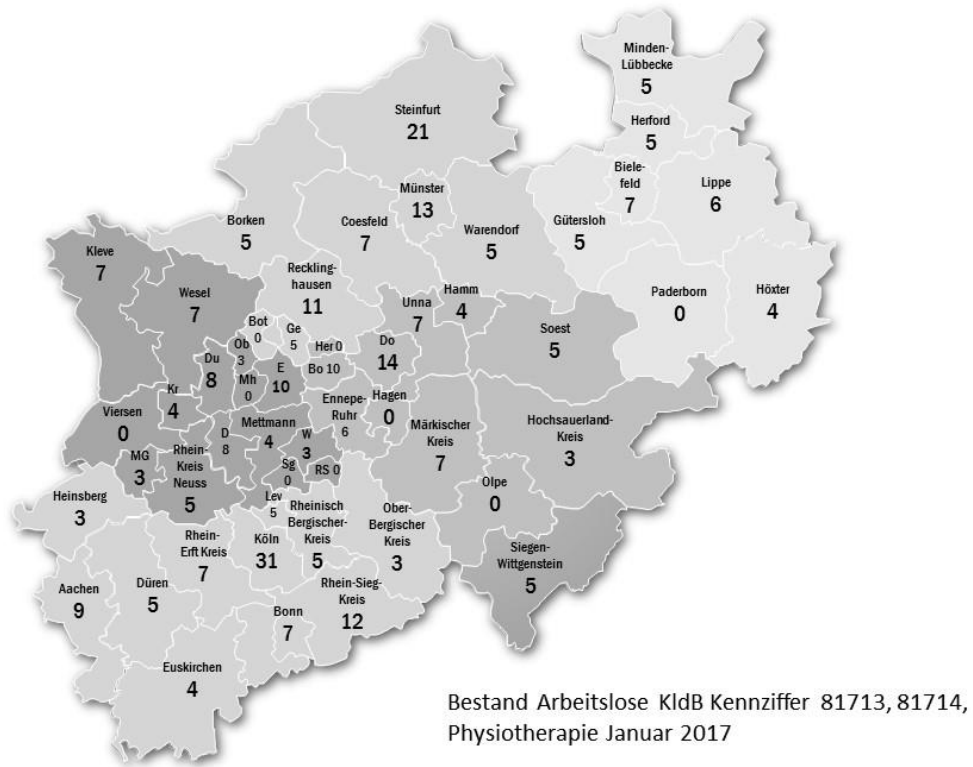 Minden-
Lübbecke
5
Herford
5
Biele-
feld
7
Lippe
6
Gütersloh
5
Paderborn
0
Höxter
4
Steinfurt
21
Münster
13
Borken
5
Coesfeld
7
Warendorf
5
Reckling-
hausen
11
Bot
0
Ge
5
Kleve
7
Wesel
7
Unna
7
Hamm
4
Soest
5
Her 0
Do
14
Bo 10
Ob
3
Mh
0
E
10
Du
8
Kr
4
Viersen
0
MG
3
Rhein-
Kreis
Neuss
5
D
8
Mettmann
4
W
3
Sg
0
RS 0
Ennepe-
Ruhr
6
Hagen
0
Märkischer
Kreis
7
Hochsauerland-
Kreis
3
Olpe
0
Siegen-
Wittgenstein
5
Heinsberg
3
Lev
5
Rheinisch
Bergischer-
Kreis
5
Ober-
Bergischer
Kreis
3
Rhein-
Erft Kreis
7
Köln
31
Aachen
9
Düren
5
Bonn
7
Rhein-Sieg-
Kreis
12
Euskirchen
4
Bestand Arbeitslose KldB Kennziffer 81713, 81714,
Physiotherapie Januar 2017